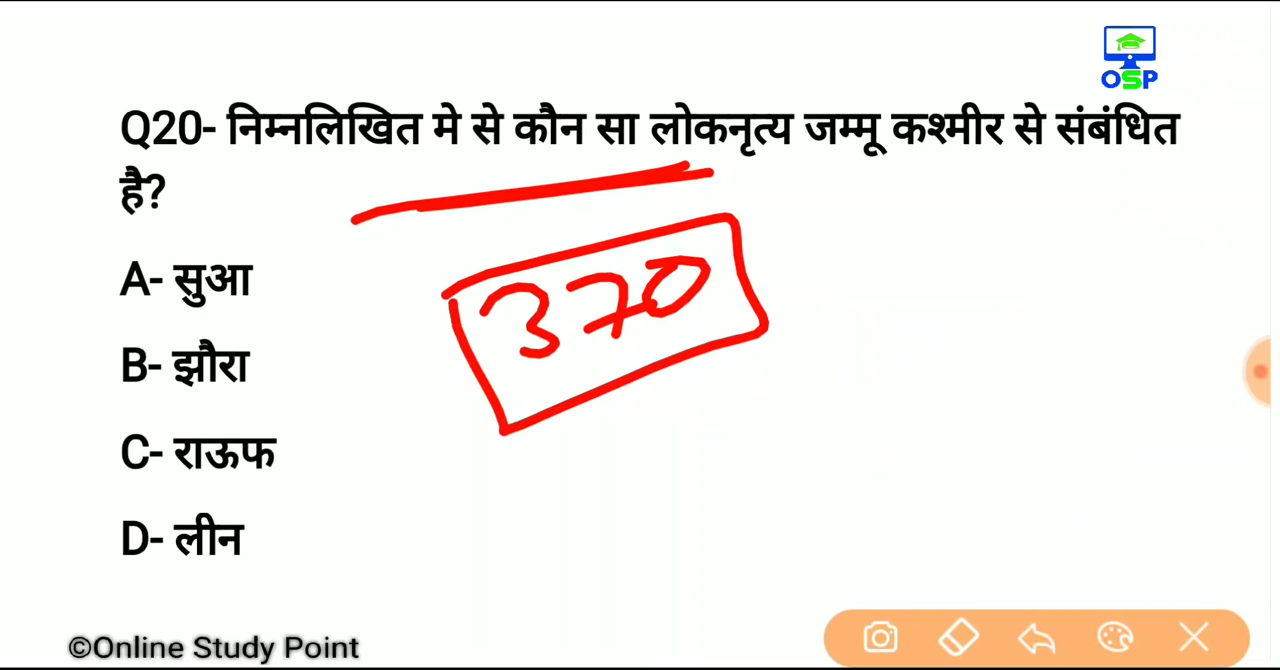 OSP
Q20- निम्नलिखित मे से कौन सा लोकनृत्य जम्मू कश्मीर से संबंधित
है?
370
A- सुआ
B- झौरा
C- राऊफ
D- लीन
©Online Study Point